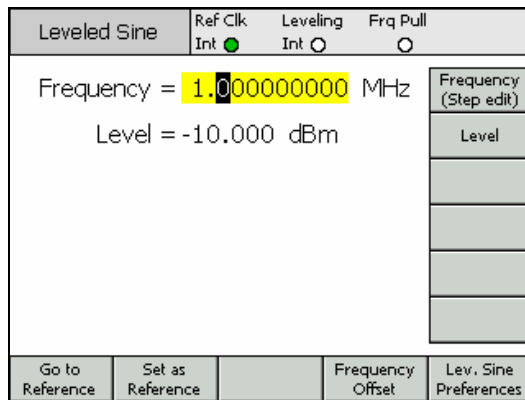 Leveled Sine
Ref Clk Leveling Frq Pull
Int Int
Frequency = 1.000000000 MHz
Level = -10.000 dBm
Frequency
(Step edit)
Level
Go to
Reference
Set as
Reference
Frequency
Offset
Lev. Sine
Preferences